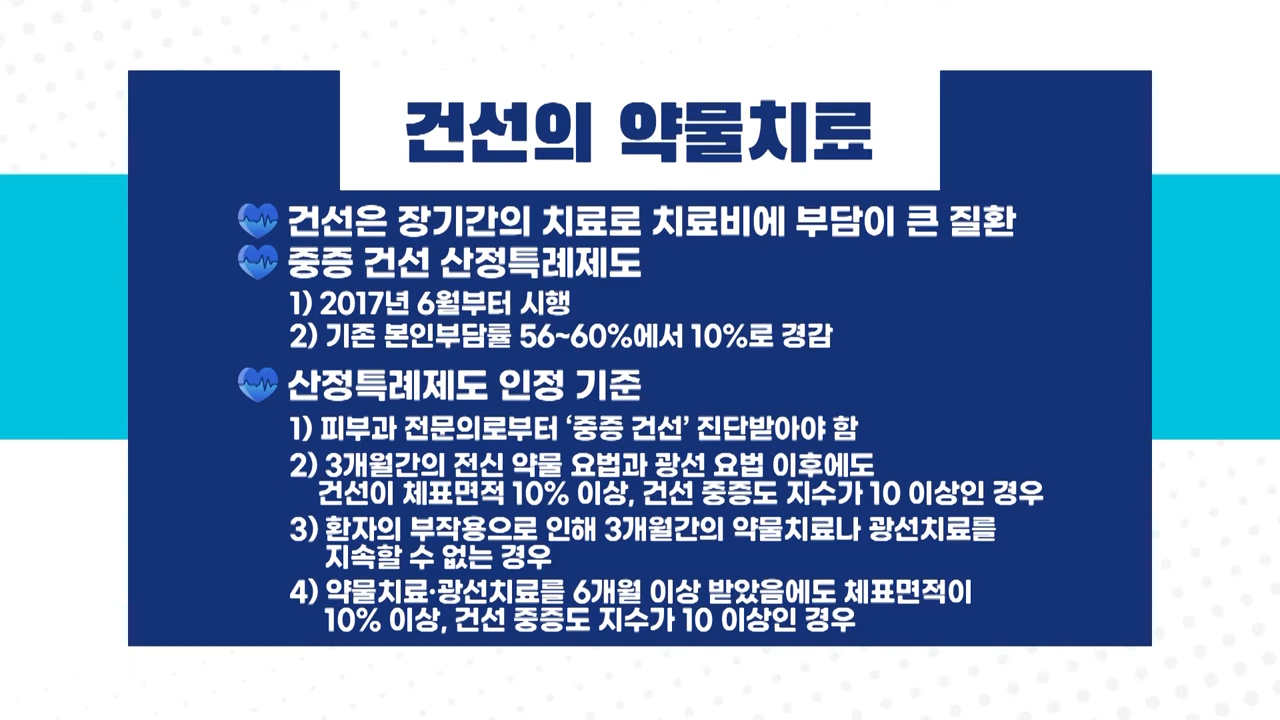 건선의 약물치료
건선은 장기간의 치료로 치료비에 부담이 큰 질환
중증 건선 산정특례제도
1) 2017년 6월부터 시행
2) 기존 본인부담률 56~60%에서 10%로 경감
산정특례제도 인정 기준
1) 피부과 전문의로부터 ‘중증 건선’ 진단받아야 함
2) 3개월간의 전신 약물 요법과 광선 요법 이후에도
건선이 체표면적 10% 이상, 건선 중증도 지수가 10 이상인 경우
3) 환자의 부작용으로 인해 3개월간의 약물치료나 광선치료를
지속할 수 없는 경우
4) 약물치료·광선치료를 6개월 이상 받았음에도 체표면적이
10% 이상, 건선 중증도 지수가 10 이상인 경우